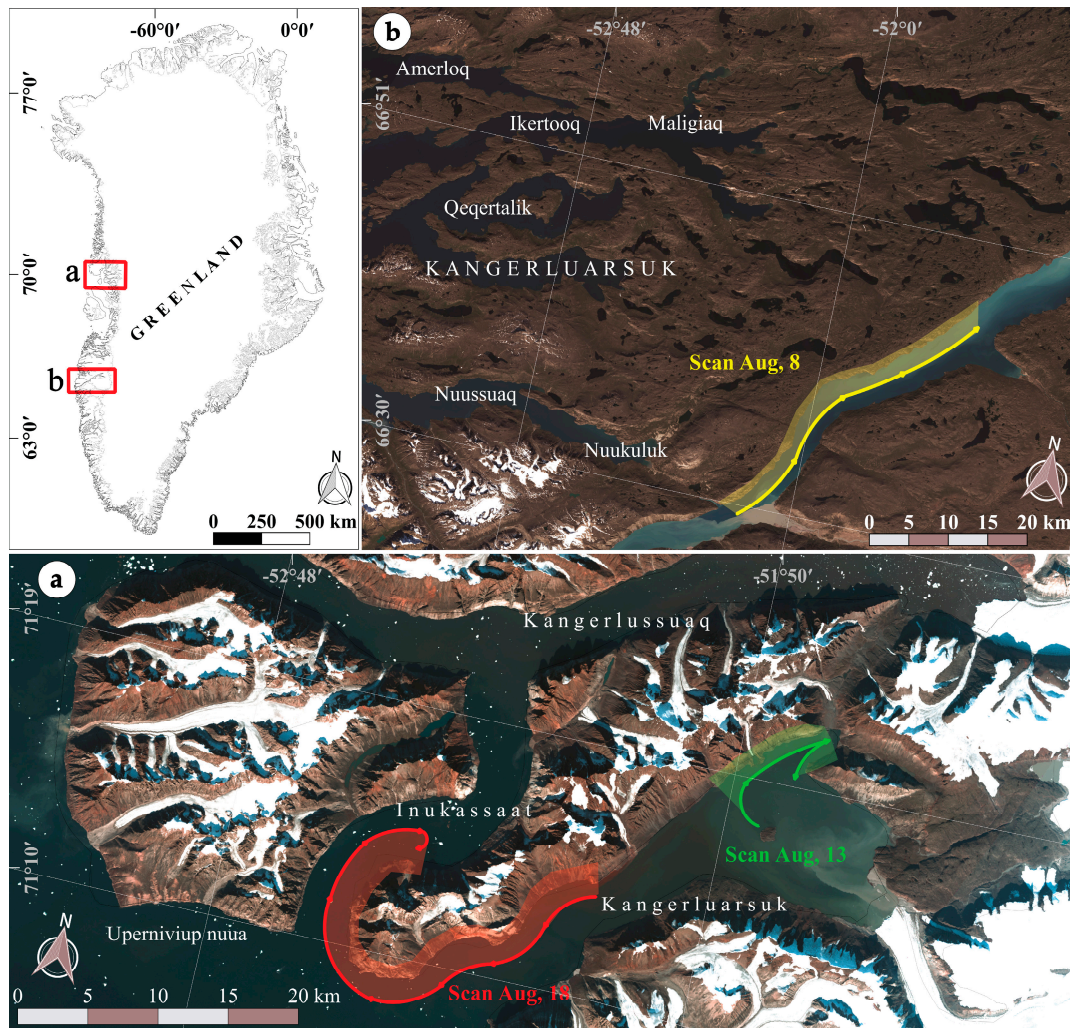 -60°0′
0°0′
77°0′
70°0′
63°0′
a
b
GREENLAND
N
0 250 500 km
b
-52°48′
-52°0′
66°51′
66°30′
Amerloq
Ikertooq
Maligiaq
Qeqertalik
KANGERLUARSUK
Scan Aug, 8
Nuussuaq
Nuukuluk
N
0 5 10 20 km
a
-52°48′
-51°50′
71°19′
71°10′
Kangerlussuaq
Inukassaat
Scan Aug, 13
Kangerluarsuk
Uperniviup nuua
Scan Aug, 18
N
0 5 10 15 20 km